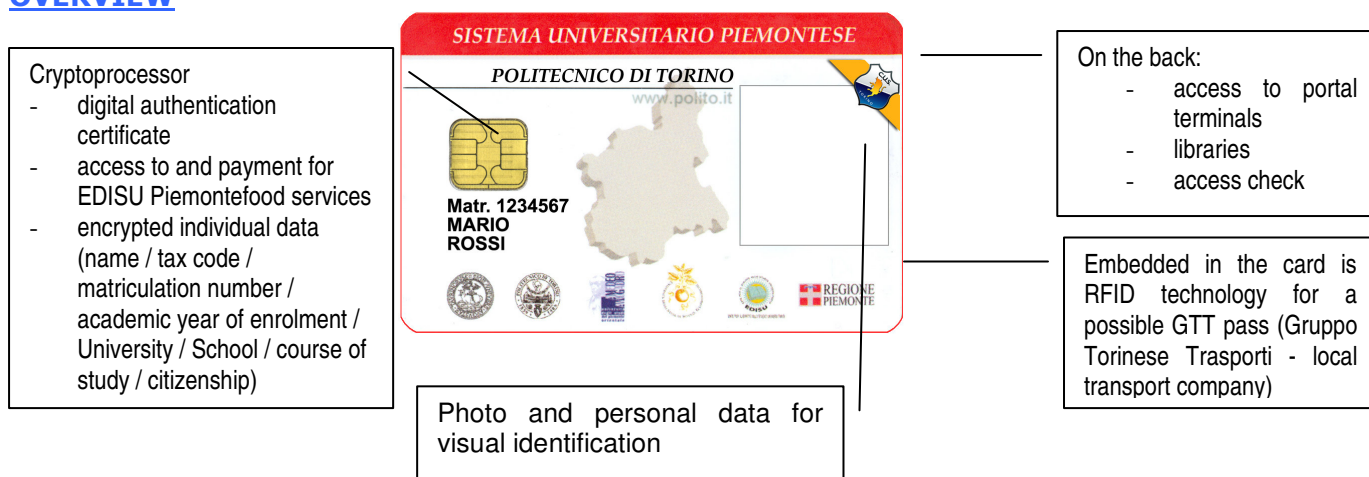 OVERVIEW
Cryptoprocessor
- digital authentication
certificate
- access to and payment for
EDISU Piemontefood services
- encrypted individual data
(name / tax code /
matriculation number /
academic year of enrolment /
University / School / course of
study / citizenship)
SISTEMA UNIVERSITARIO PIEMONTESE
POLITECNICO DI TORINO
www.polito.it
CUS
Matr. 1234567
MARIO
ROSSI
EDISU
REGIONE
PIEMONTE
Photo and personal data for
visual identification
On the back:
- access to portal
terminals
- libraries
- access check
Embedded in the card is
RFID technology for a
possible GTT pass (Gruppo
Torinese Trasporti - local
transport company)